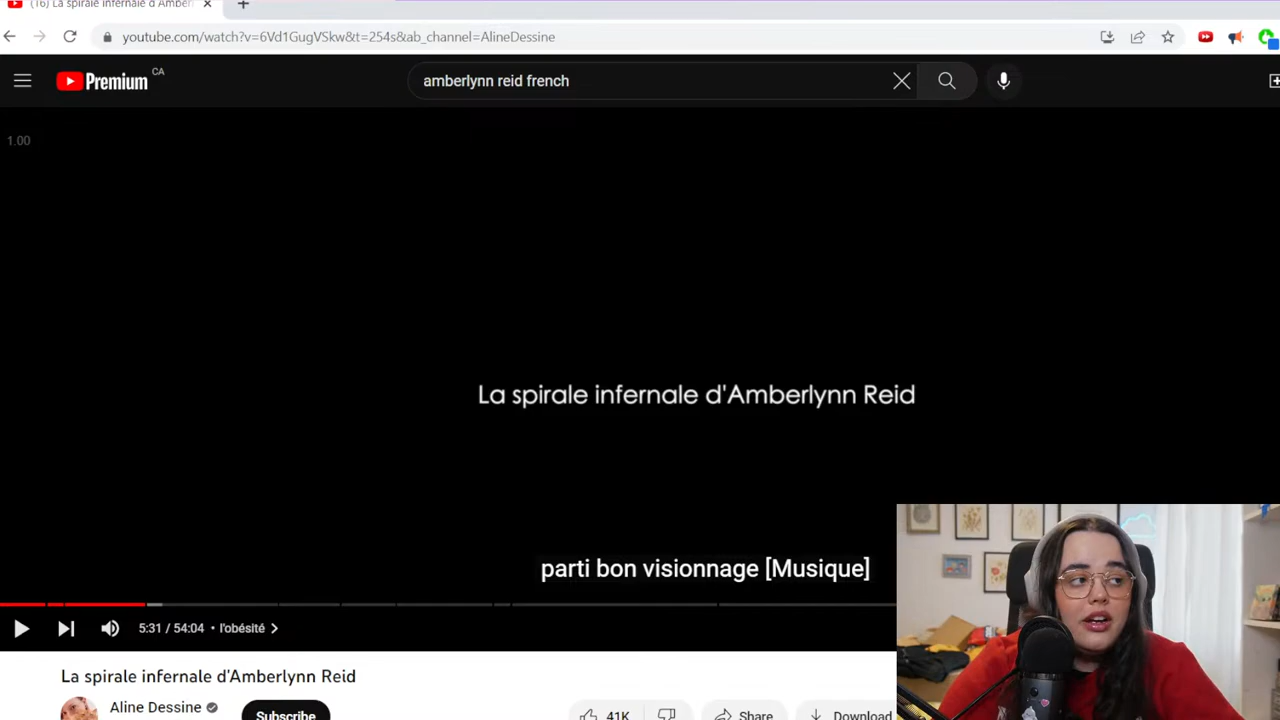 (16) La spirale infernale d'Amberl
youtube.com/watch?v=6Vd1GugVSkw&t=254s&ab_channel=AlineDessine
Premium CA
amberlynn reid french
1.00
La spirale infernale d'Amberlynn Reid
parti bon visionnage [Musique]
5:31 / 54:04 • l'obésité
La spirale infernale d'Amberlynn Reid
Aline Dessine
Subscribe
41K
Share
Download